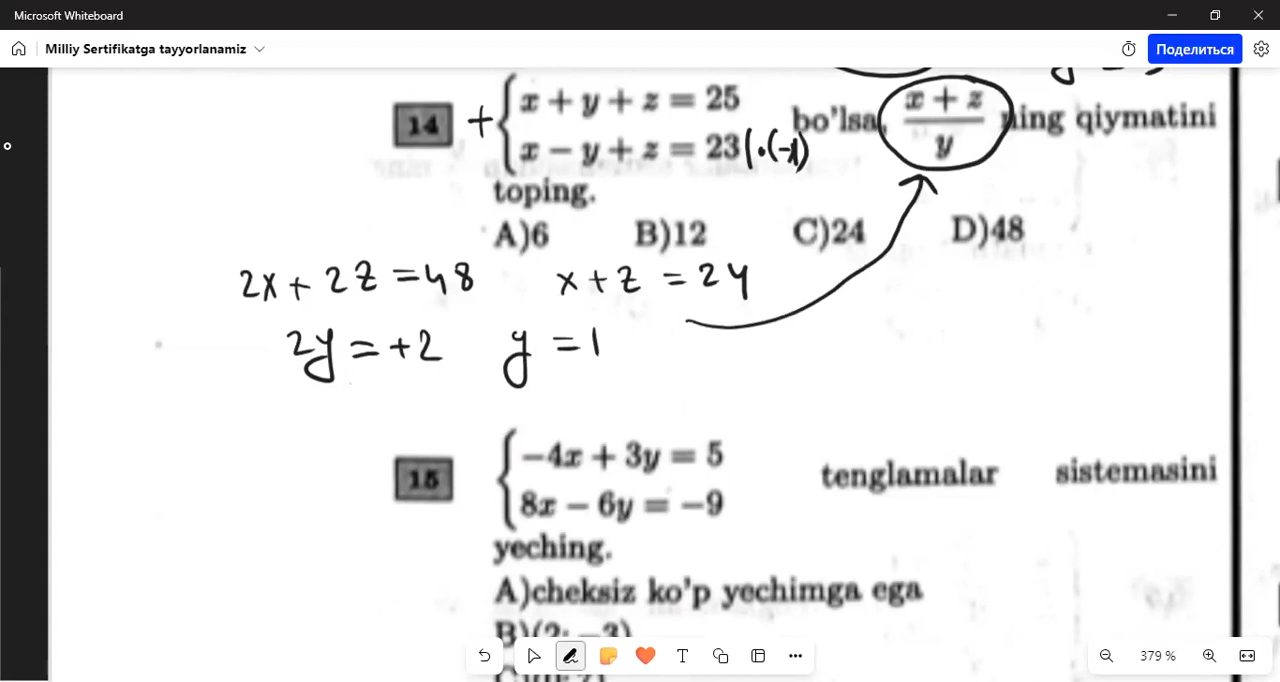 Microsoft Whiteboard
Milliy Sertifikatga tayyorlanamiz
Поделиться
14 + { x + y + z = 25
x − y + z = 23 |·(-1) bo'lsa, x + z / y ning qiymatini
toping.
A)6 B)12 C)24 D)48
2x + 2z = 48 x + z = 24
2y = +2 y = 1
15 { −4x + 3y = 5
8x − 6y = −9 tenglamalar sistemasini
yeching.
A)cheksiz ko'p yechimga ega
B)(2; −3)
379 %